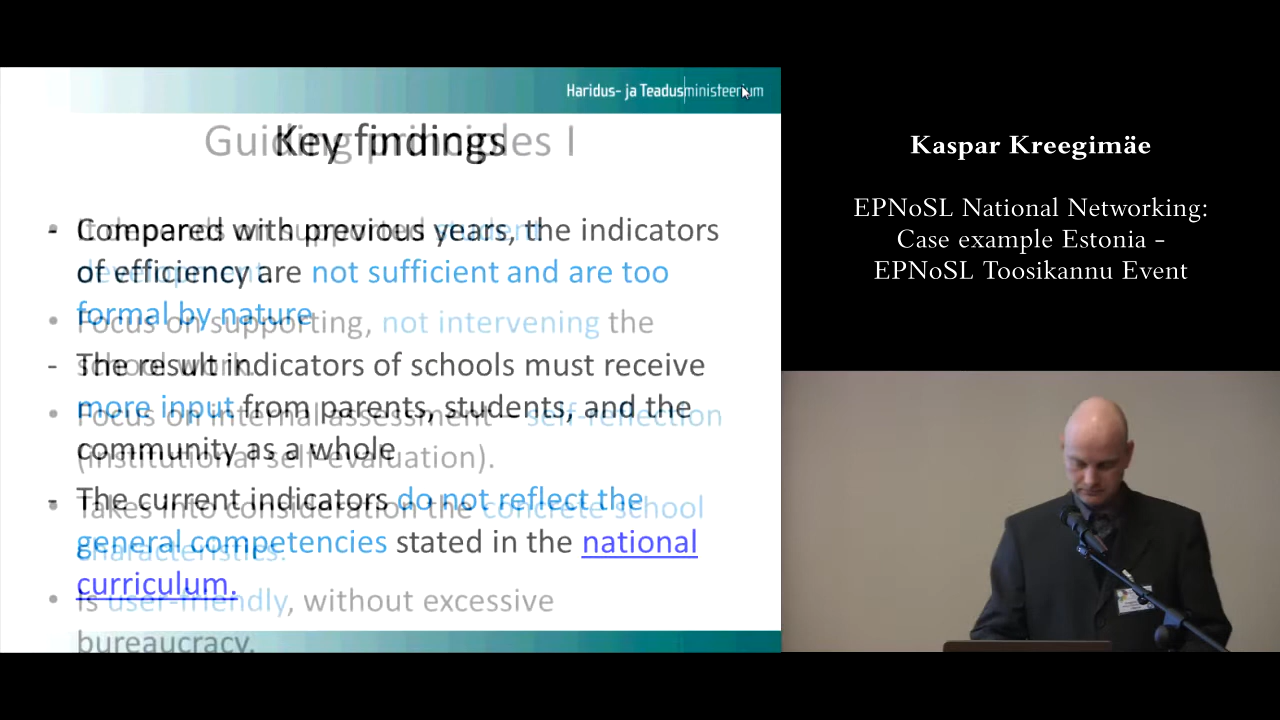 Haridus- ja Teadusministeerium
Guiding principles I
Key findings
- Compared with previous years, the indicators
of efficiency are not sufficient and are too
formal by nature
- The result indicators of schools must receive
more input from parents, students, and the
community as a whole
- The current indicators do not reflect the
general competencies stated in the national
curriculum.
• Focus on supporting, not intervening the
school work.
• Focus on internal assessment – self-reflection
(institutional self-evaluation).
• Takes into consideration the concrete school
characteristics.
• Is user-friendly, without excessive
bureaucracy.
Kaspar Kreegimäe
EPNoSL National Networking:
Case example Estonia -
EPNoSL Toosikannu Event